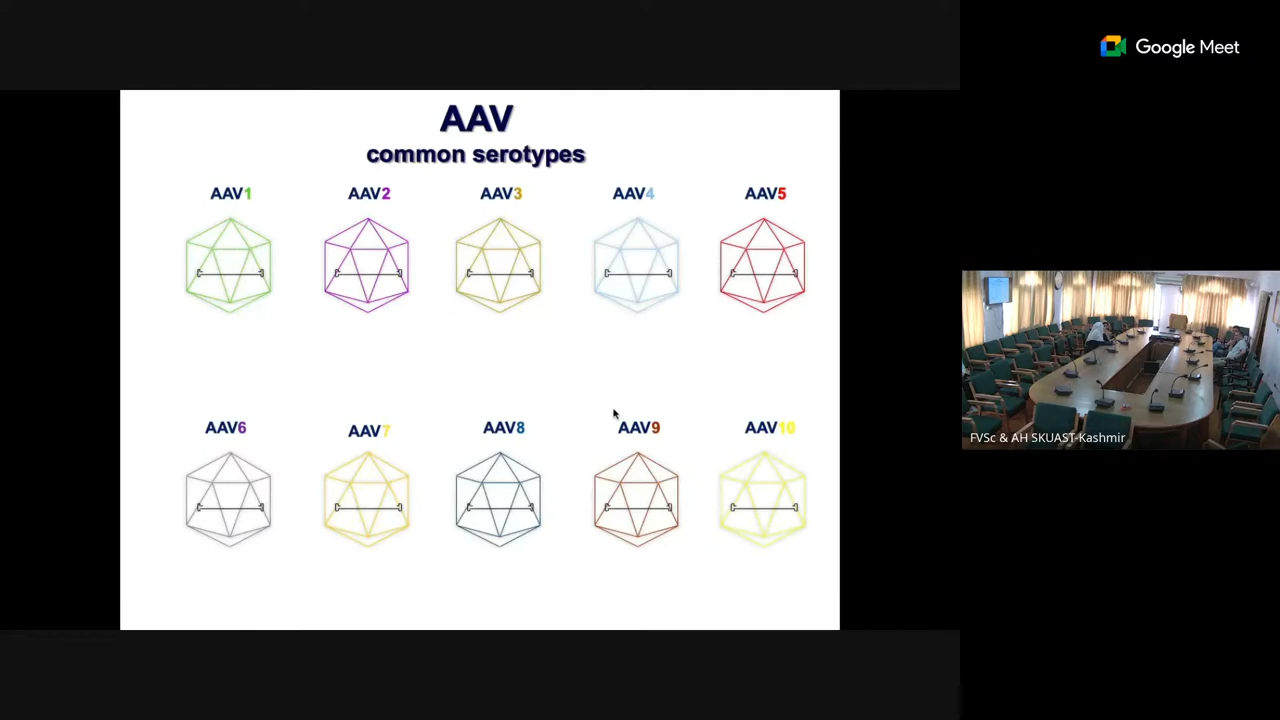 Google Meet
AAV
common serotypes
AAV1
AAV2
AAV3
AAV4
AAV5
AAV6
AAV7
AAV8
AAV9
AAV10
FVSc & AH SKUAST-Kashmir